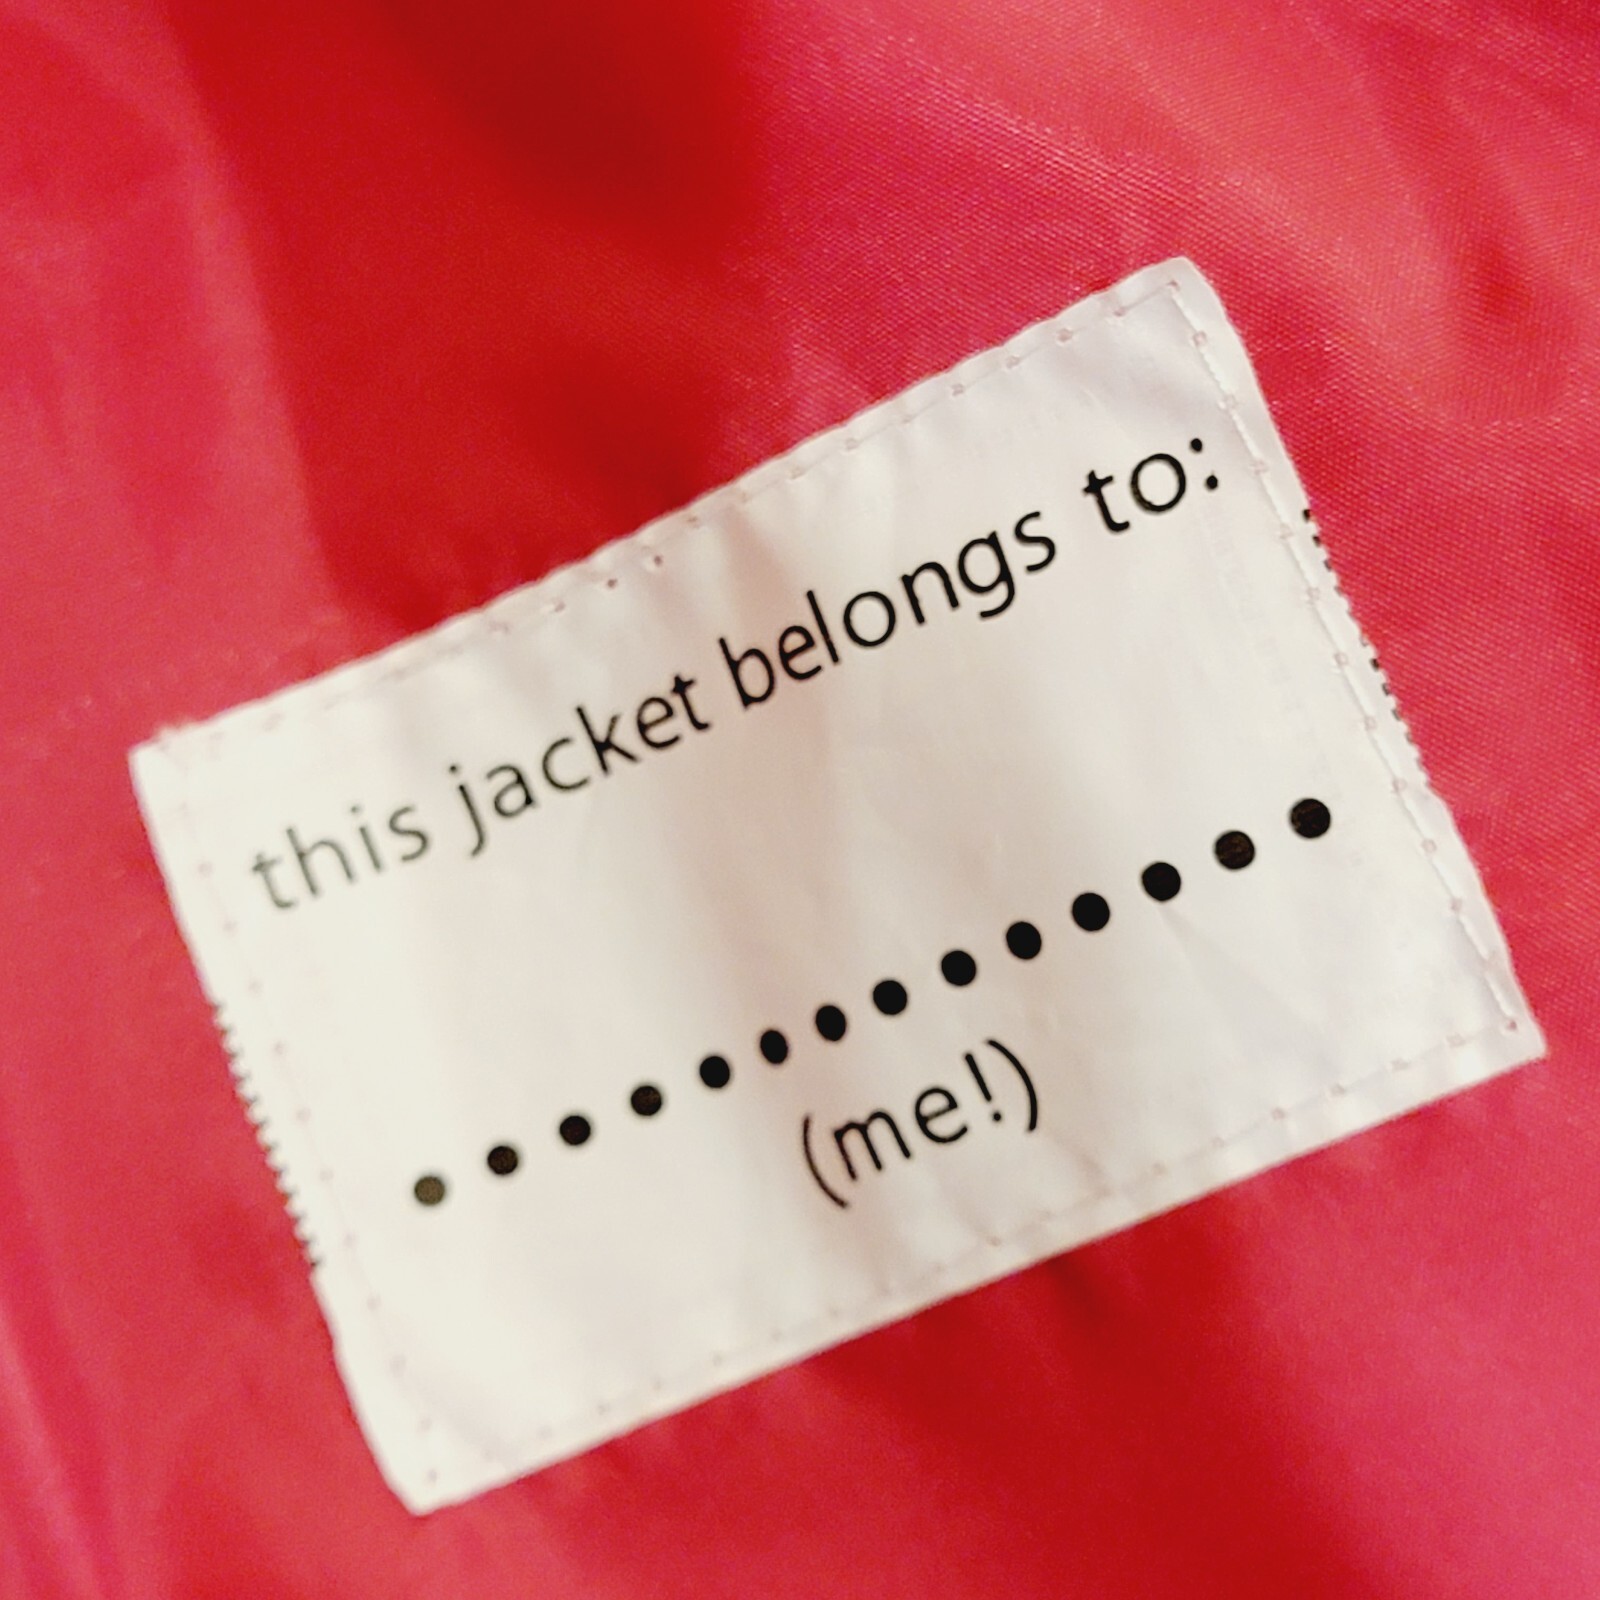 this jacket belongs to:
.............
(me!)